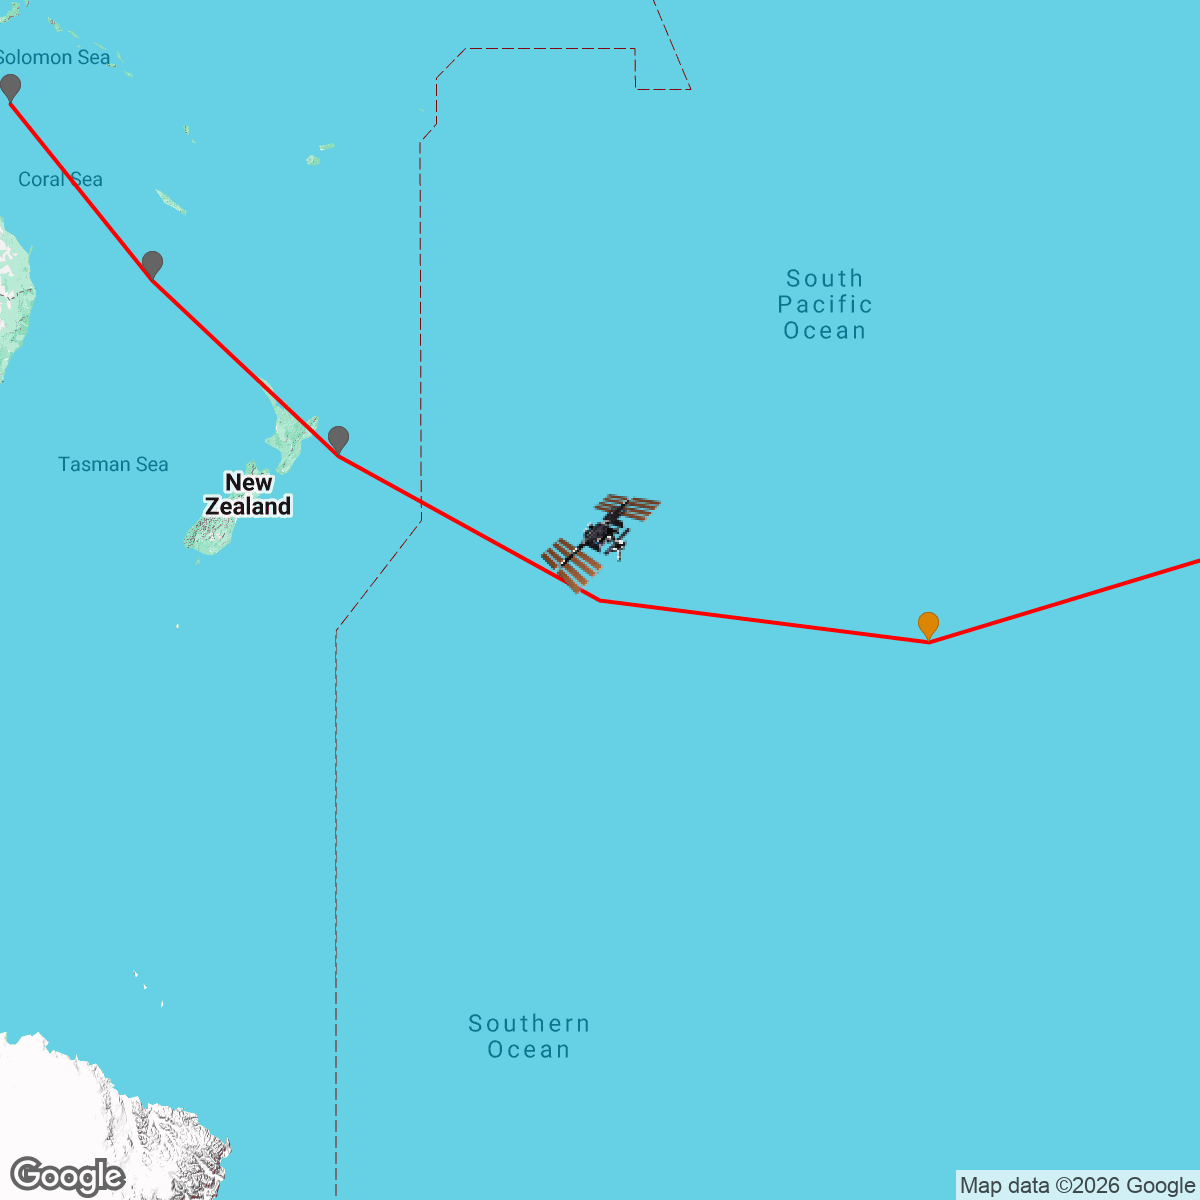 Solomon Sea
Coral Sea
South
Pacific
Ocean
Tasman Sea
New
Zealand
Southern
Ocean
Google
Map data ©2026 Google